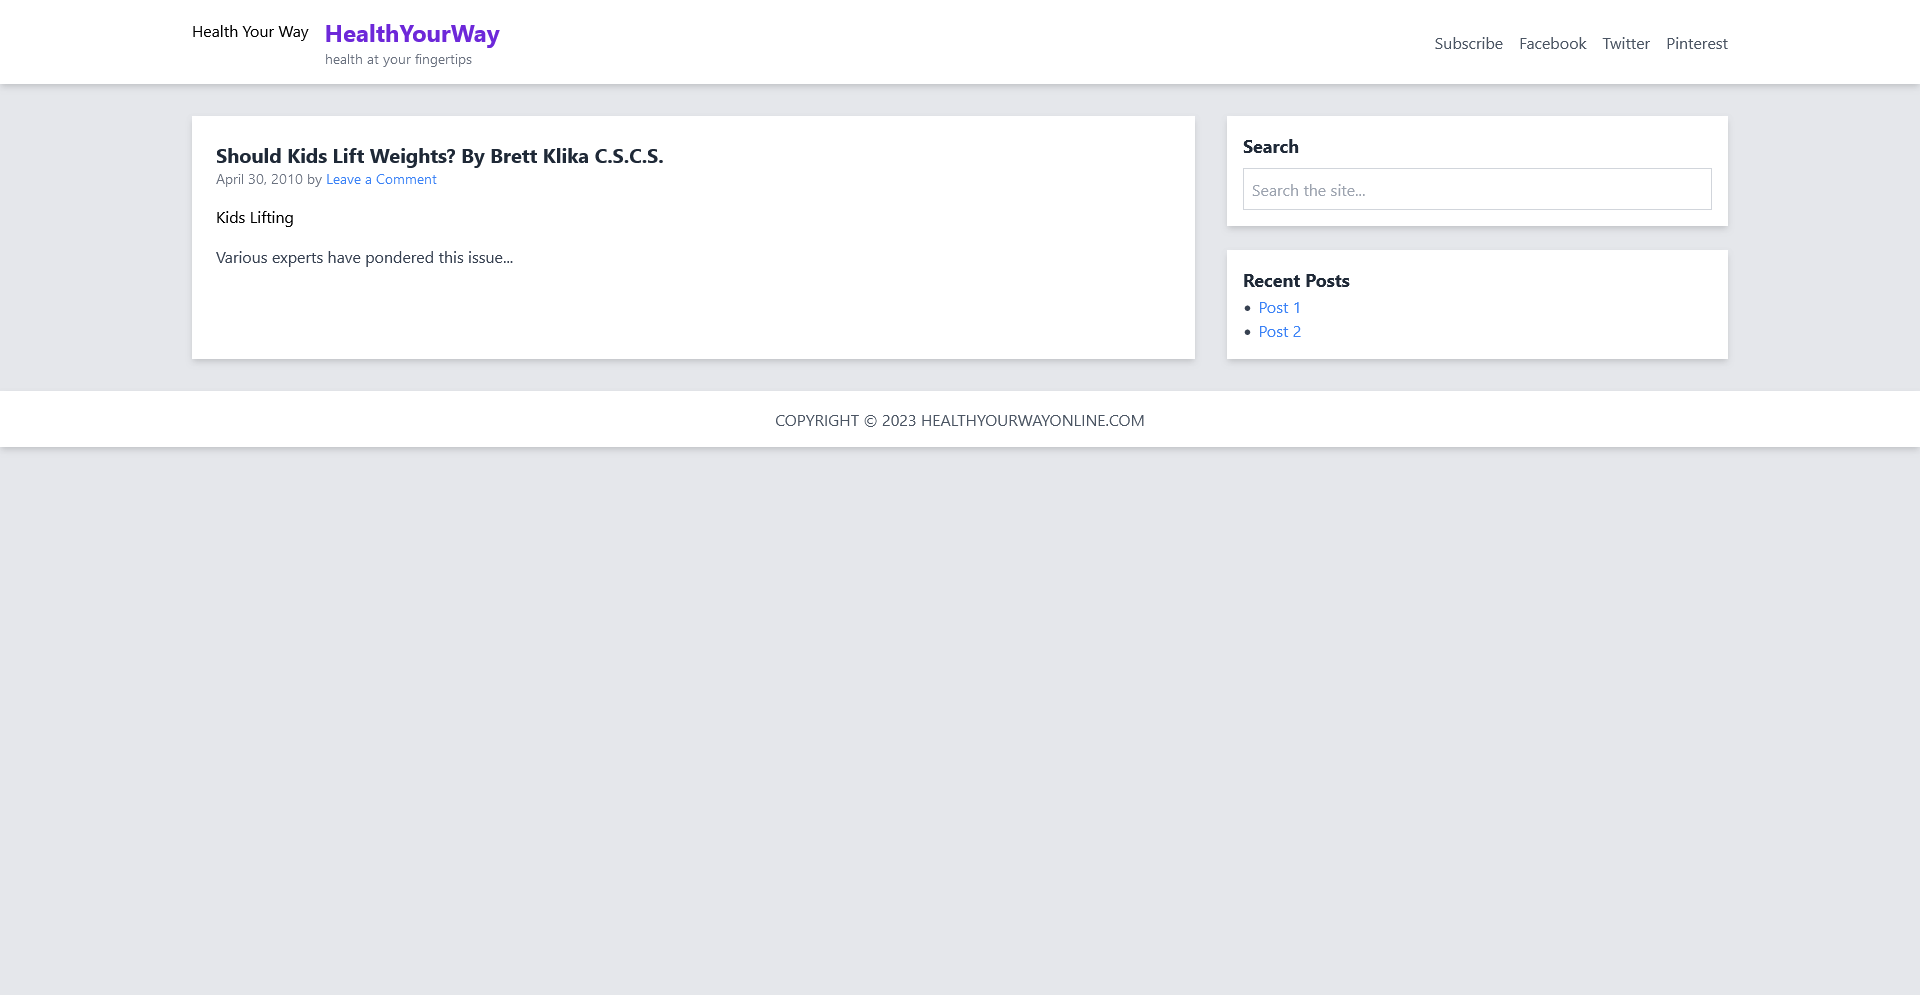 Health Your Way
HealthYourWay
health at your fingertips
Subscribe Facebook Twitter Pinterest
Should Kids Lift Weights? By Brett Klika C.S.C.S.
April 30, 2010 by Leave a Comment
Kids Lifting
Various experts have pondered this issue...
Search
Search the site...
Recent Posts
• Post 1
• Post 2
COPYRIGHT © 2023 HEALTHYOURWAYONLINE.COM